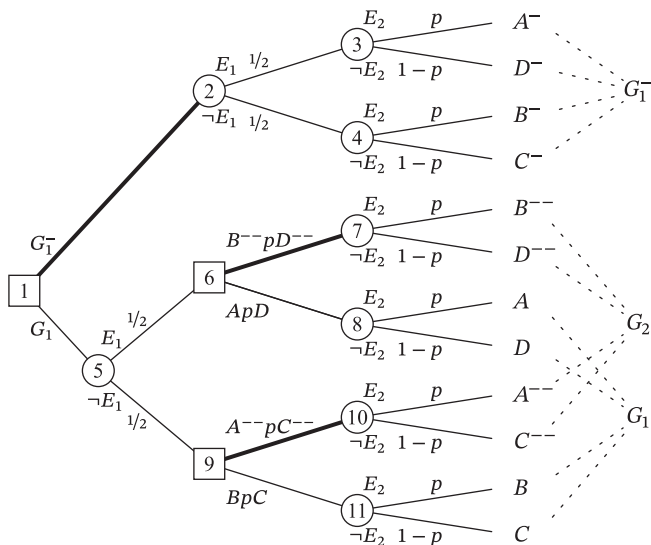 E₂ p A⁻
E₁ ½ 3
¬E₂ 1 − p D⁻
2 G₁⁻
¬E₁ ½ E₂ p B⁻
4
¬E₂ 1 − p C⁻
E₂ p B⁻⁻
B⁻⁻pD⁻⁻ 7
G₁⁻ ¬E₂ 1 − p D⁻⁻
1 6
G₁ ½ ApD E₂ p A G₂
E₁ 8
¬E₂ 1 − p D
5
¬E₁ E₂ p A⁻⁻
½ A⁻⁻pC⁻⁻ 10 G₁
¬E₂ 1 − p C⁻⁻
9
BpC E₂ p B
11
¬E₂ 1 − p C